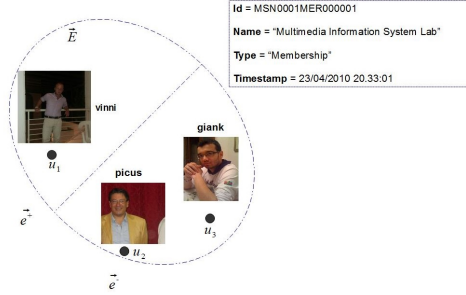 Id = MSN0001MER000001
Name = “Multimedia Information System Lab”
Type = “Membership”
Timestamp = 23/04/2010 20.33:01
E
vinni
giank
u1
picus
u3
e+
u2
e-